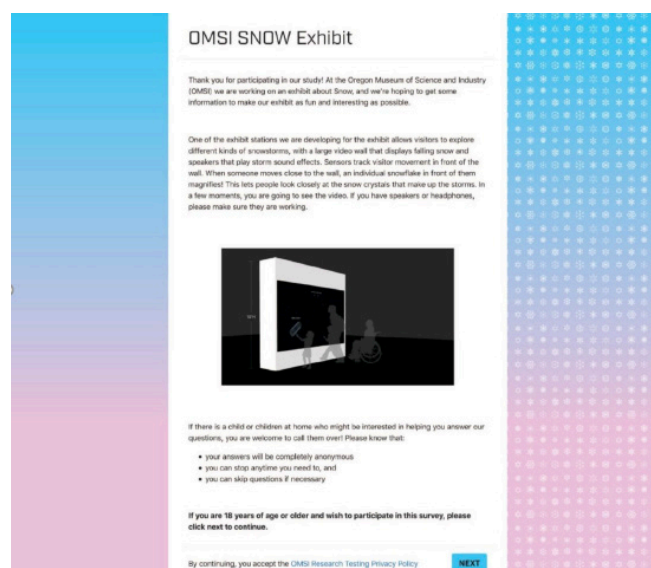 OMSI SNOW Exhibit
Thank you for participating in our study! At the Oregon Museum of Science and Industry
(OMSI) we are working on an exhibit about Snow, and we're hoping to get some
information to make our exhibit as fun and interesting as possible.
One of the exhibit stations we are developing for the exhibit allows visitors to explore
different kinds of snowstorms, with a large video wall that displays falling snow and
speakers that play storm sound effects. Sensors track visitor movement in front of the
wall. When someone moves close to the wall, an individual snowflake in front of them
magnifies! This lets people look closely at the snow crystals that make up the storms. In
a few moments, you are going to see the video. If you have speakers or headphones,
please make sure they are working.
If there is a child or children at home who might be interested in helping you answer our
questions, you are welcome to call them over! Please know that:
• your answers will be completely anonymous
• you can stop anytime you need to, and
• you can skip questions if necessary
If you are 18 years of age or older and wish to participate in this survey, please
click next to continue.
By continuing, you accept the OMSI Research Testing Privacy Policy
NEXT